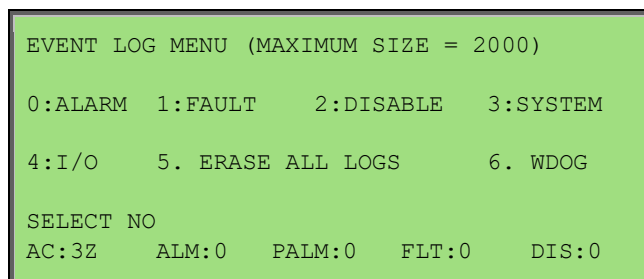 EVENT LOG MENU (MAXIMUM SIZE = 2000)
0:ALARM 1:FAULT 2:DISABLE 3:SYSTEM
4:I/O 5. ERASE ALL LOGS 6. WDOG
SELECT NO
AC:3Z ALM:0 PALM:0 FLT:0 DIS:0